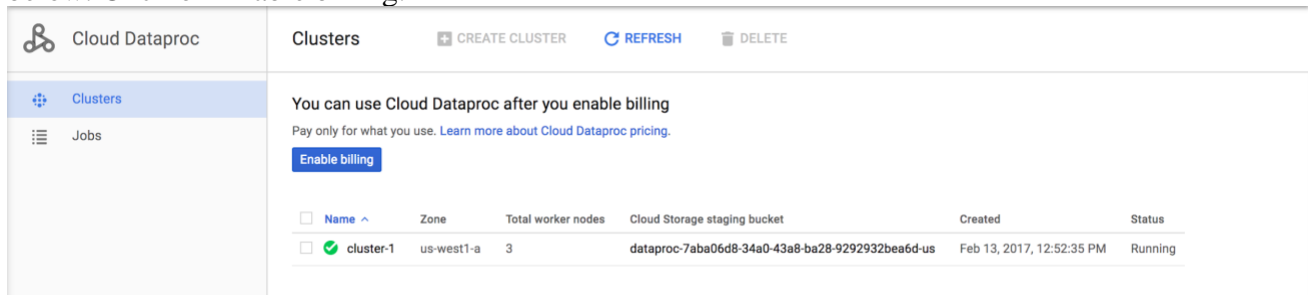 Cloud Dataproc
Clusters
CREATE CLUSTER
REFRESH
DELETE
Clusters
Jobs
You can use Cloud Dataproc after you enable billing
Pay only for what you use. Learn more about Cloud Dataproc pricing.
Enable billing
Name Zone Total worker nodes Cloud Storage staging bucket Created Status
cluster-1 us-west1-a 3 dataproc-7aba06d8-34a0-43a8-ba28-9292932bea6d-us Feb 13, 2017, 12:52:35 PM Running